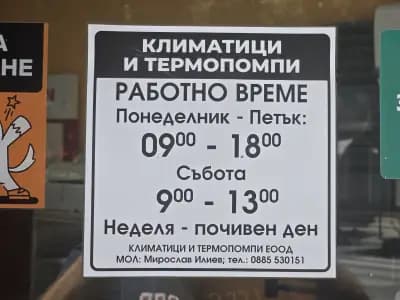 А
НЕ
КЛИМАТИЦИ
И ТЕРМОПОМПИ
РАБОТНО ВРЕМЕ
Понеделник - Петък:
09⁰⁰ - 18⁰⁰
Събота
9⁰⁰ - 13⁰⁰
Неделя - почивен ден
КЛИМАТИЦИ И ТЕРМОПОМПИ ЕООД
МОЛ: Мирослав Илиев; тел.: 0885 530151